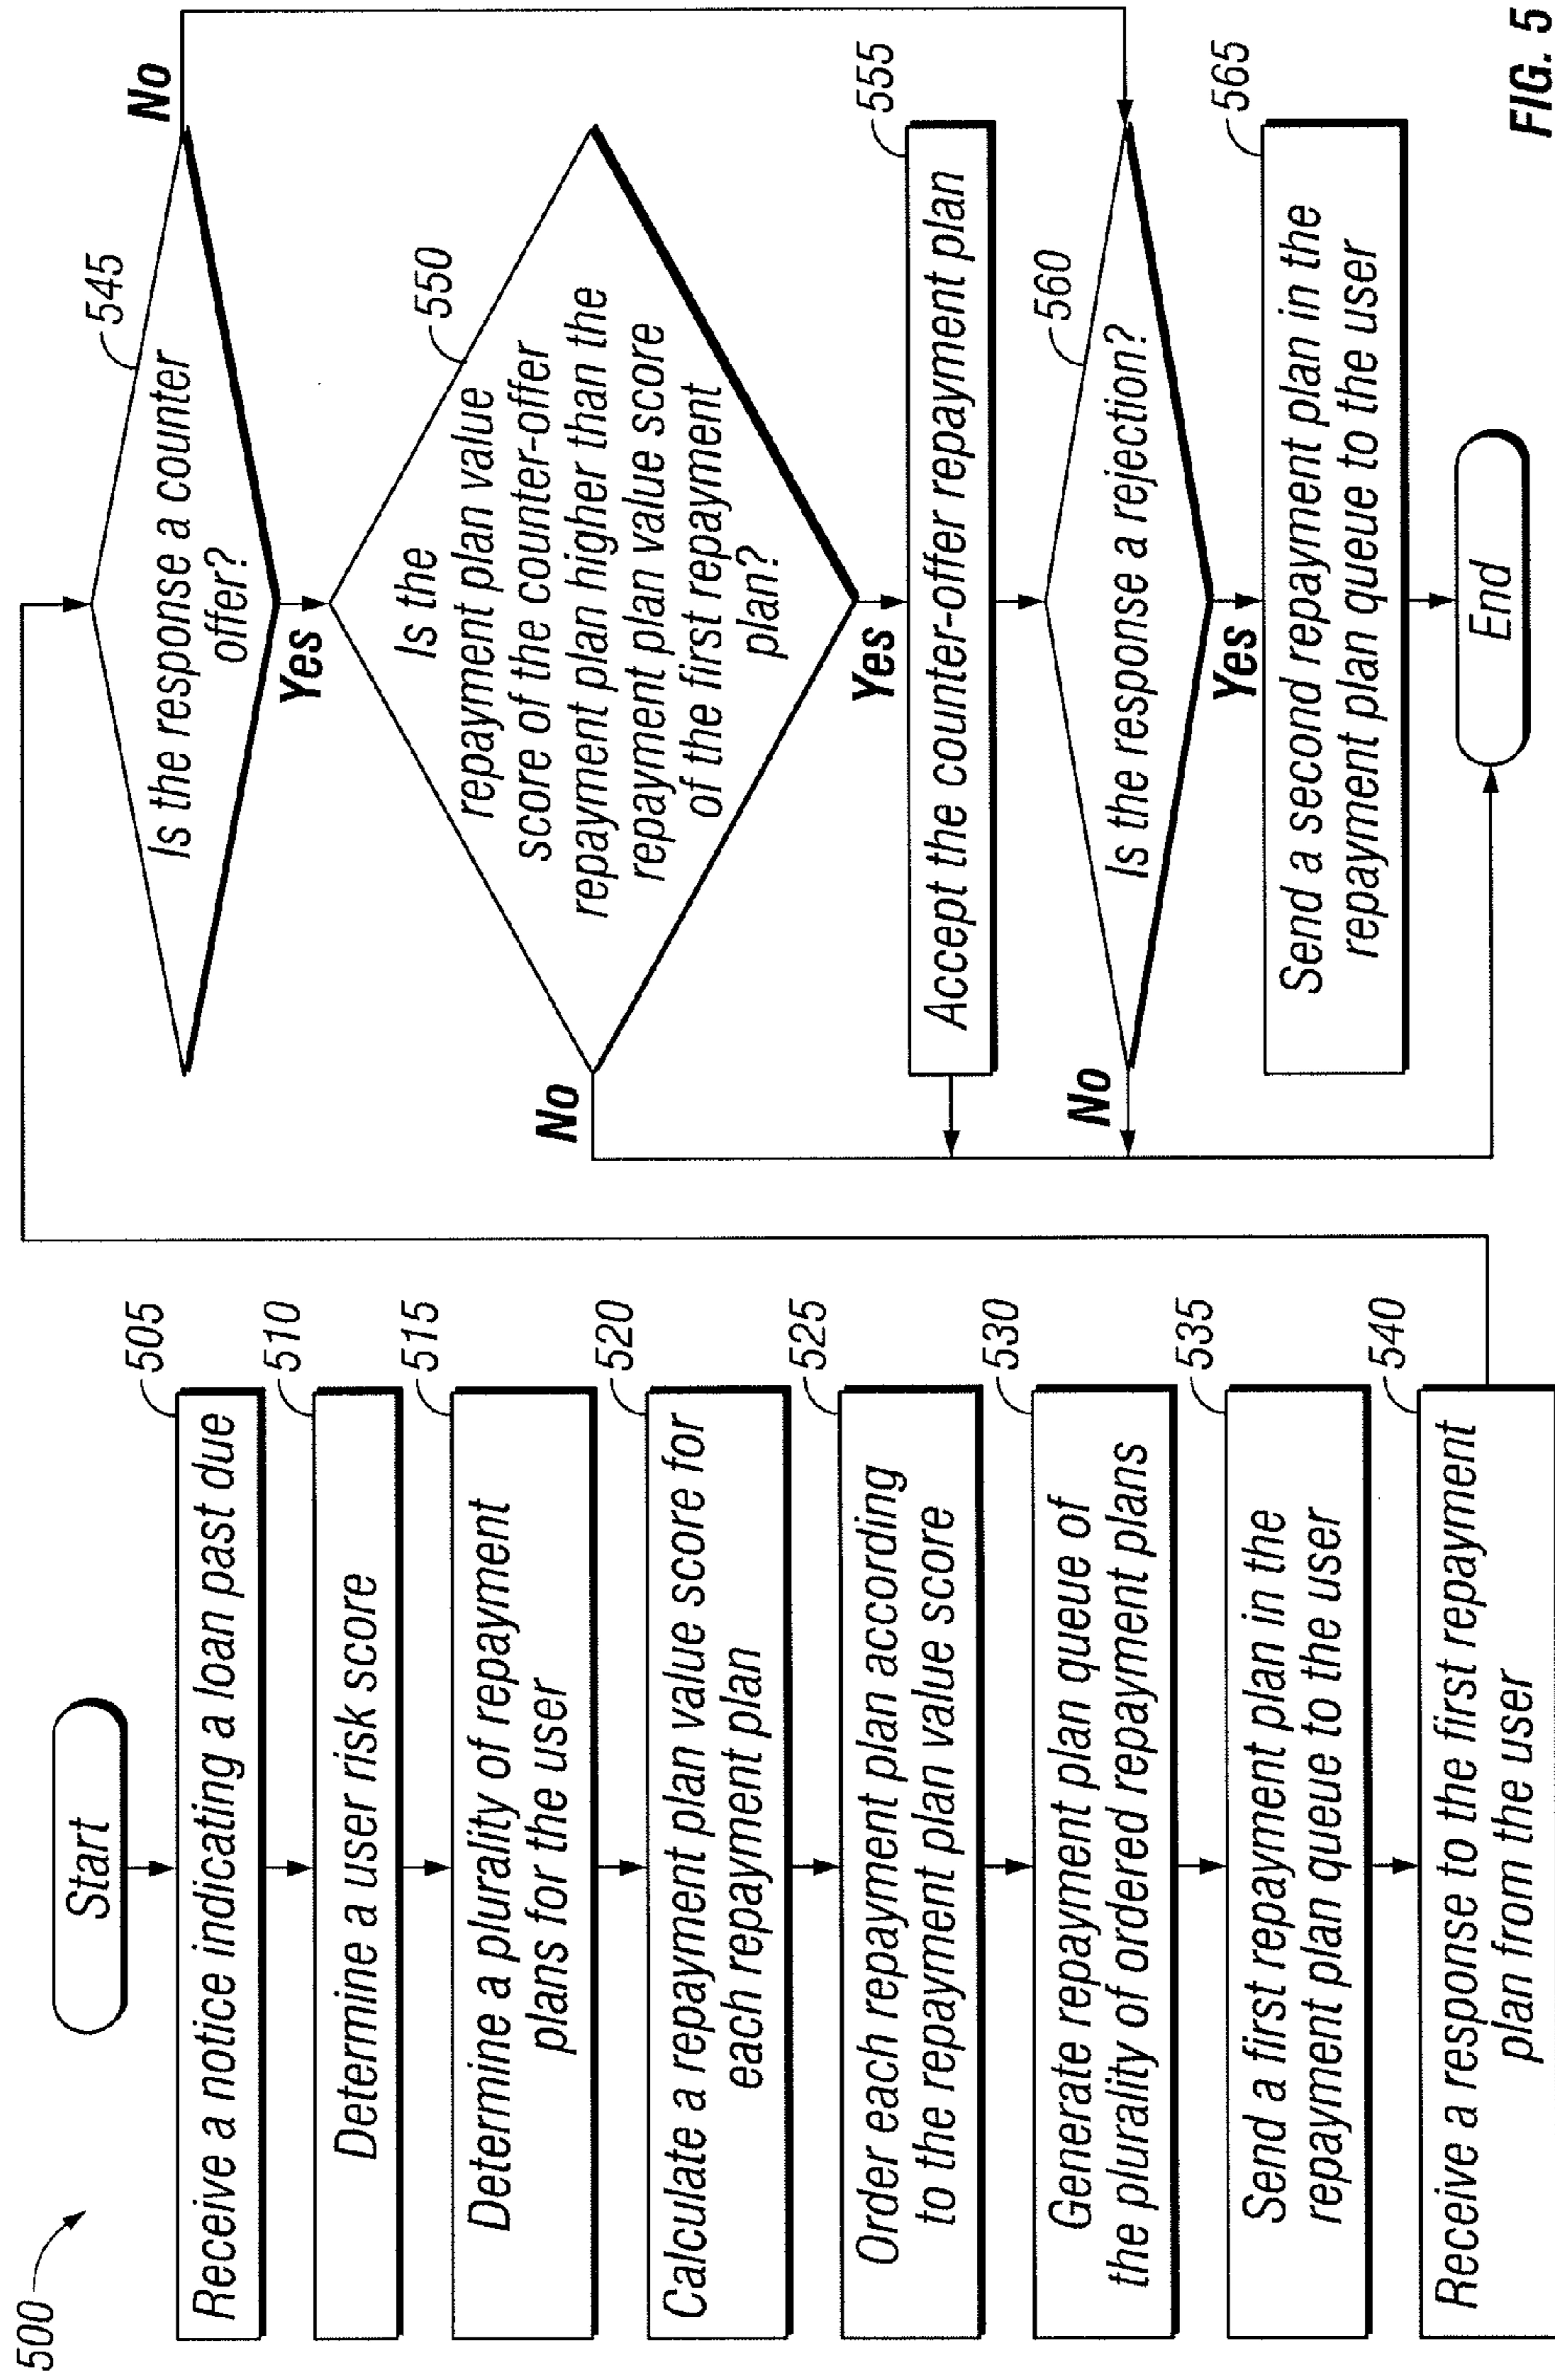 500
Start
505
Receive a notice indicating a loan past due
510
Determine a user risk score
515
Determine a plurality of repayment
plans for the user
520
Calculate a repayment plan value score for
each repayment plan
525
Order each repayment plan according
to the repayment plan value score
530
Generate repayment plan queue of
the plurality of ordered repayment plans
535
Send a first repayment plan in the
repayment plan queue to the user
540
Receive a response to the first repayment
plan from the user
545
Is the response a counter
offer?
No
Yes
550
Is the
repayment plan value
score of the counter-offer
repayment plan higher than the
repayment plan value score
of the first repayment
plan?
No
Yes
555
Accept the counter-offer repayment plan
560
Is the response a rejection?
No
Yes
565
Send a second repayment plan in the
repayment plan queue to the user
End
FIG. 5